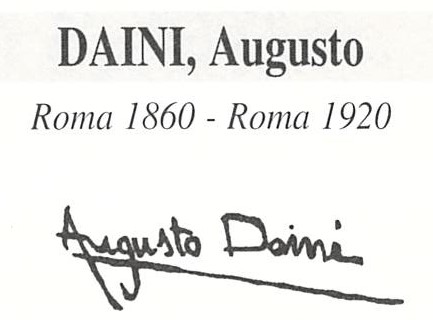 DAINI, Augusto
Roma 1860 - Roma 1920
Augusto Daini